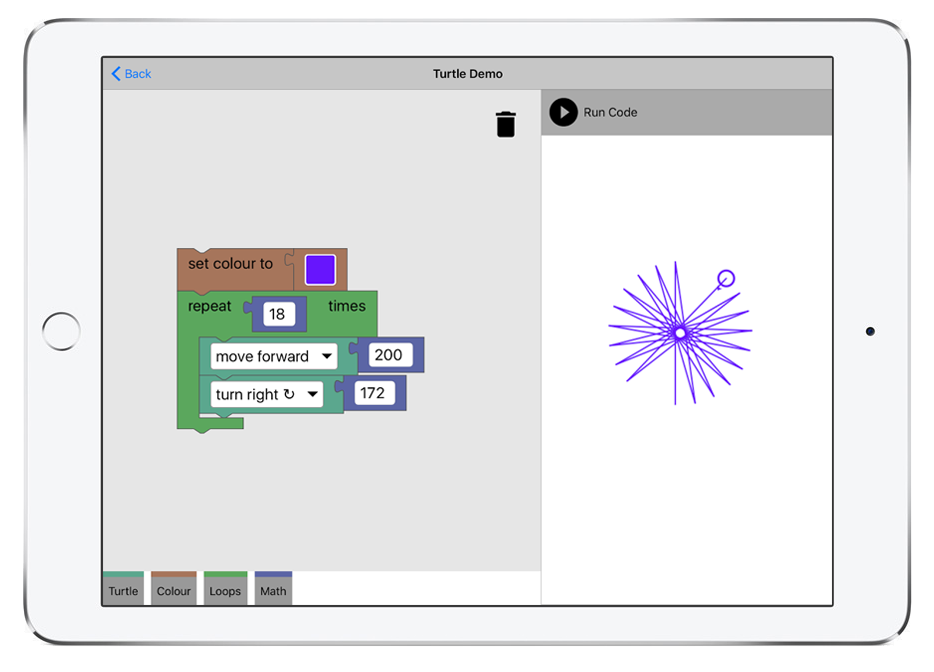 Back
Turtle Demo
Run Code
set colour to
repeat 18 times
move forward 200
turn right ↻ 172
Turtle Colour Loops Math